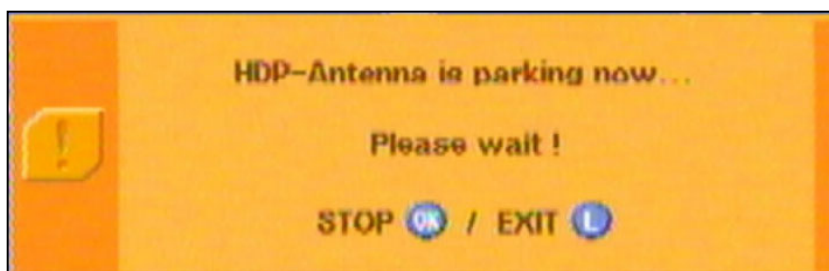 HDP-Antenna is parking now...
Please wait !
STOP OK / EXIT L